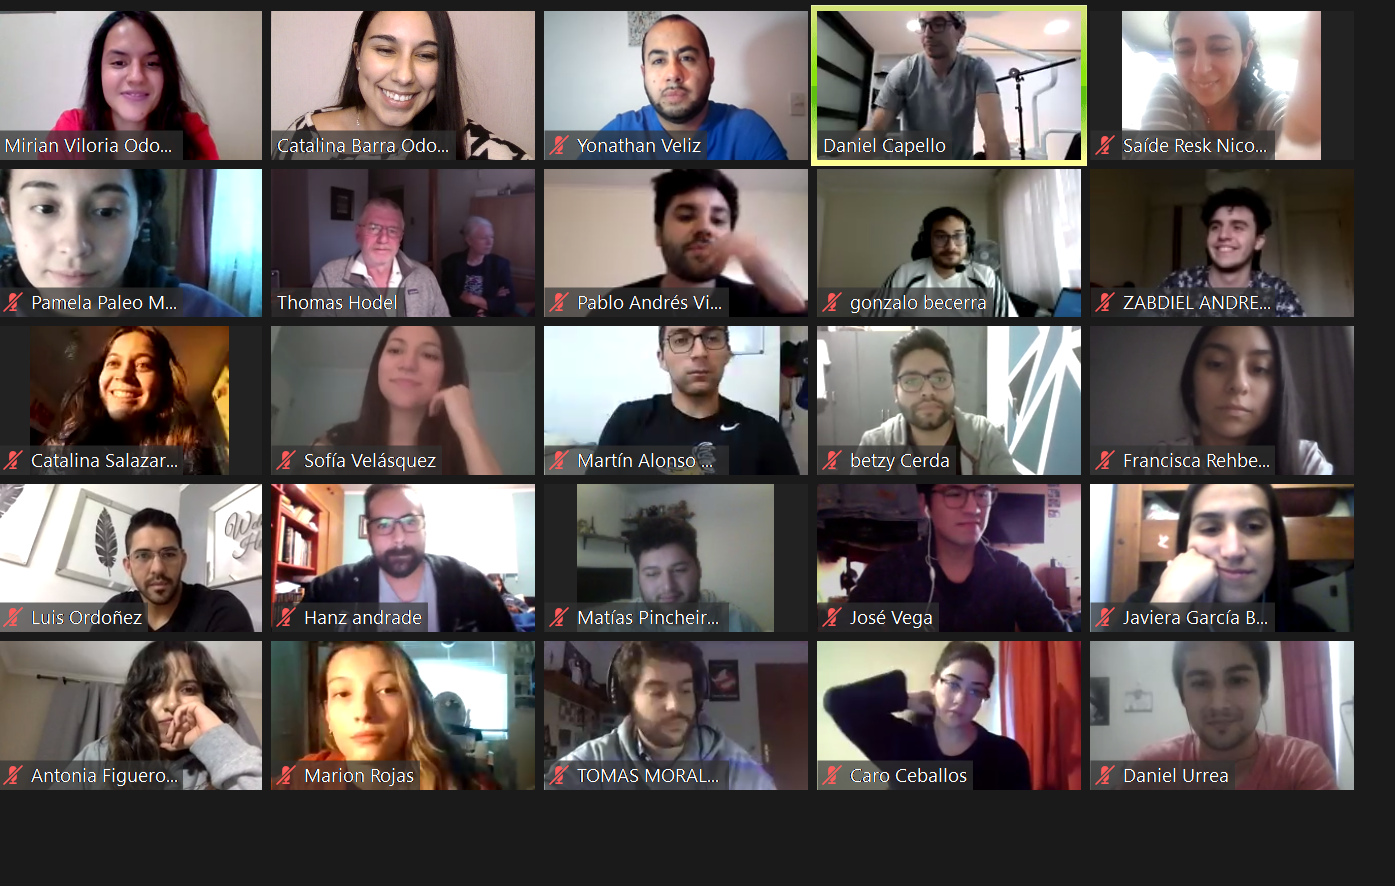 Mirian Viloria Odo...
Catalina Barra Odo...
Yonathan Veliz
Daniel Capello
Saíde Resk Nico...
Pamela Paleo M...
Thomas Hodel
Pablo Andrés Vi...
gonzalo becerra
ZABDIEL ANDRE...
Catalina Salazar...
Sofía Velásquez
Martín Alonso ...
betzy Cerda
Francisca Rehbe...
Luis Ordoñez
Hanz andrade
Matías Pincheir...
José Vega
Javiera García B...
Antonia Figuero...
Marion Rojas
TOMAS MORAL...
Caro Ceballos
Daniel Urrea